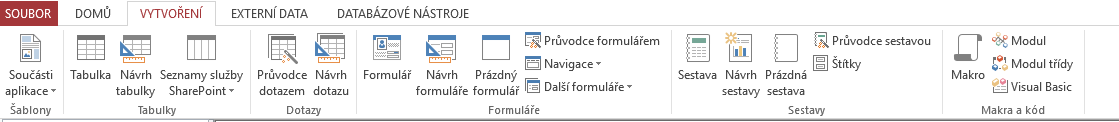 SOUBOR DOMŮ VYTVOŘENÍ EXTERNÍ DATA DATABÁZOVÉ NÁSTROJE
Součásti aplikace
Šablony
Tabulka
Návrh tabulky
Seznamy služby SharePoint
Tabulky
Průvodce dotazem
Návrh dotazu
Dotazy
Formulář
Návrh formuláře
Prázdný formulář
Průvodce formulářem
Navigace
Další formuláře
Formuláře
Sestava
Návrh sestavy
Prázdná sestava
Průvodce sestavou
Štítky
Sestavy
Makro
Modul
Modul třídy
Visual Basic
Makra a kód